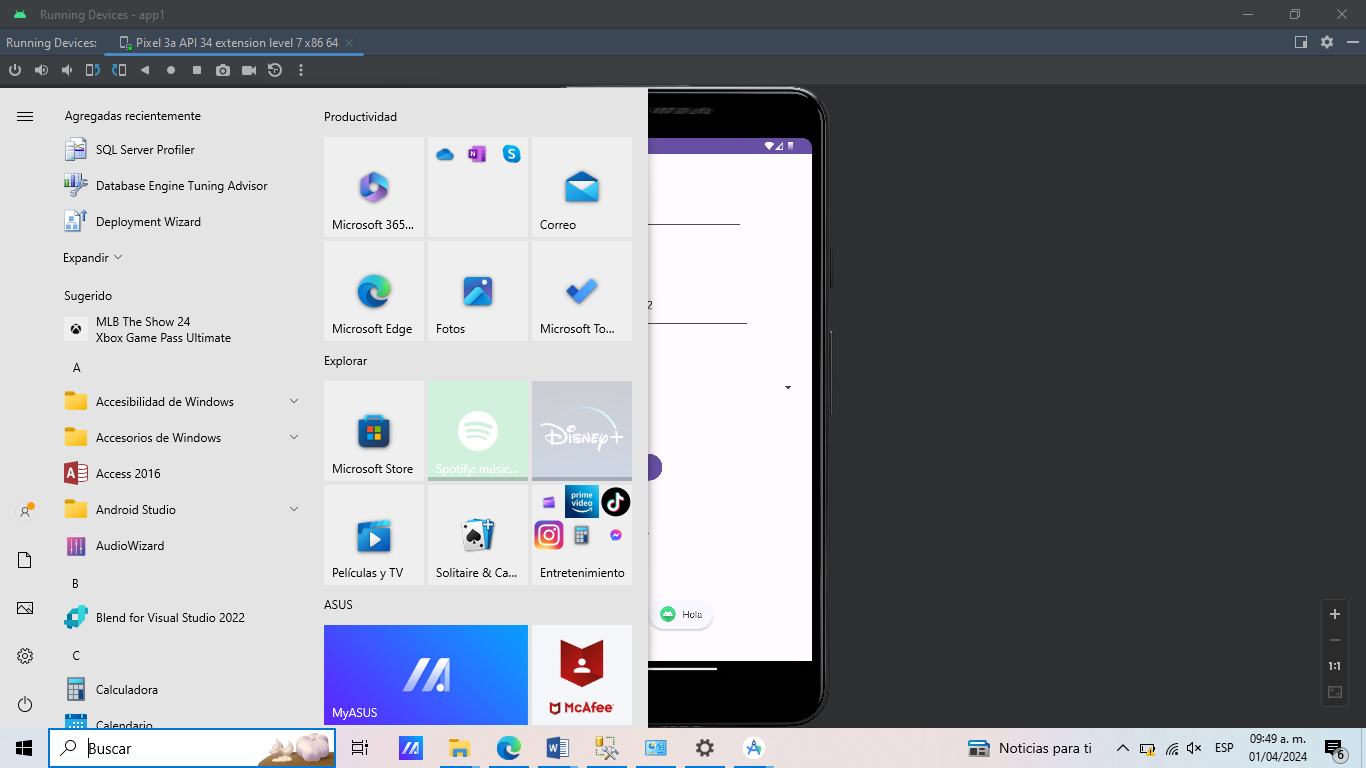 Running Devices - app1
Running Devices:
Pixel 3a API 34 extension level 7 x86 64
Agregadas recientemente
SQL Server Profiler
Database Engine Tuning Advisor
Deployment Wizard
Expandir
Sugerido
MLB The Show 24
Xbox Game Pass Ultimate
A
Accesibilidad de Windows
Accesorios de Windows
Access 2016
Android Studio
AudioWizard
B
Blend for Visual Studio 2022
C
Calculadora
Calendario
Productividad
Microsoft 365...
Correo
Microsoft Edge
Fotos
Microsoft To...
Explorar
Microsoft Store
Spotify: músic...
Disney+
Películas y TV
Solitaire & Ca...
prime video
Entretenimiento
ASUS
MyASUS
McAfee
2
Hola
1:1
Buscar
Noticias para ti
ESP
09:49 a. m.
01/04/2024
6